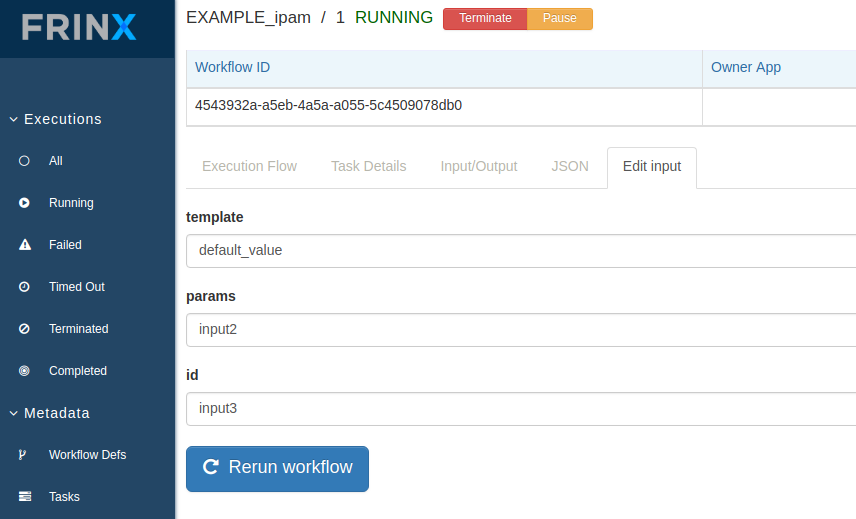 FRINX
Executions
All
Running
Failed
Timed Out
Terminated
Completed
Metadata
Workflow Defs
Tasks
EXAMPLE_ipam / 1 RUNNING Terminate Pause
Workflow ID Owner App
4543932a-a5eb-4a5a-a055-5c4509078db0
Execution Flow Task Details Input/Output JSON Edit input
template
default_value
params
input2
id
input3
Rerun workflow